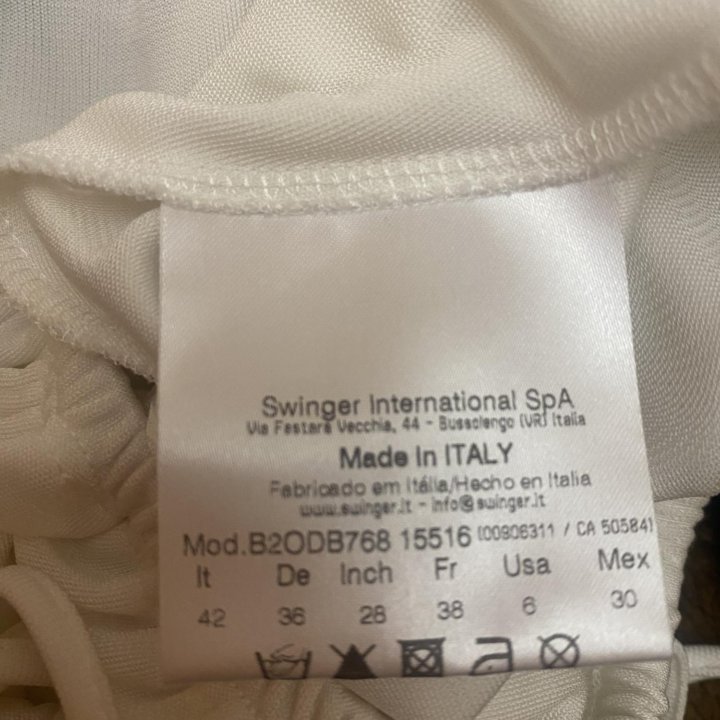 Swinger International SpA
Via Festara Vecchia, 44 - Bussolengo (VR) Italia
Made In ITALY
Fabricado em Itália/Hecho en Italia
www.swinger.it - info@swinger.it
Mod.B2ODB768 15516 (00906311 / CA 50584)
It De Inch Fr Usa Mex
42 36 28 38 6 30